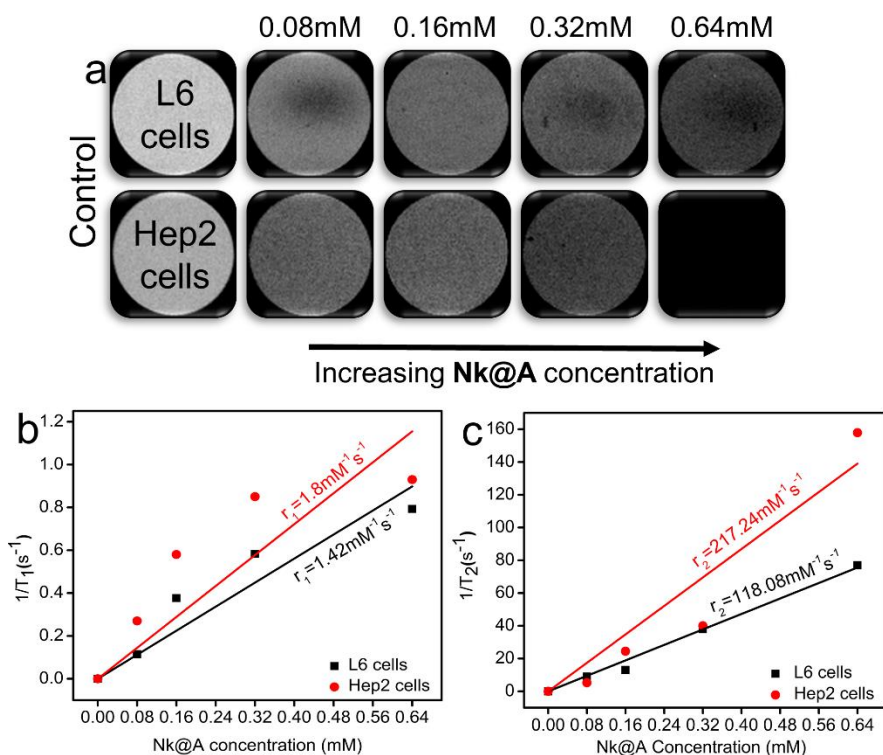 0.08mM 0.16mM 0.32mM 0.64mM
a
Control
L6
cells
Hep2
cells
Increasing Nk@A concentration
b
1/T₁(s⁻¹)
1.2
1.0
0.8
0.6
0.4
0.2
0.0
r₁=1.8mM⁻¹s⁻¹
r₁=1.42mM⁻¹s⁻¹
L6 cells
Hep2 cells
0.00 0.08 0.16 0.24 0.32 0.40 0.48 0.56 0.64
Nk@A concentration (mM)
c
1/T₂(s⁻¹)
160
140
120
100
80
60
40
20
0
r₂=217.24mM⁻¹s⁻¹
r₂=118.08mM⁻¹s⁻¹
L6 cells
Hep2 cells
0.00 0.08 0.16 0.24 0.32 0.40 0.48 0.56 0.64
Nk@A Concentration (mM)